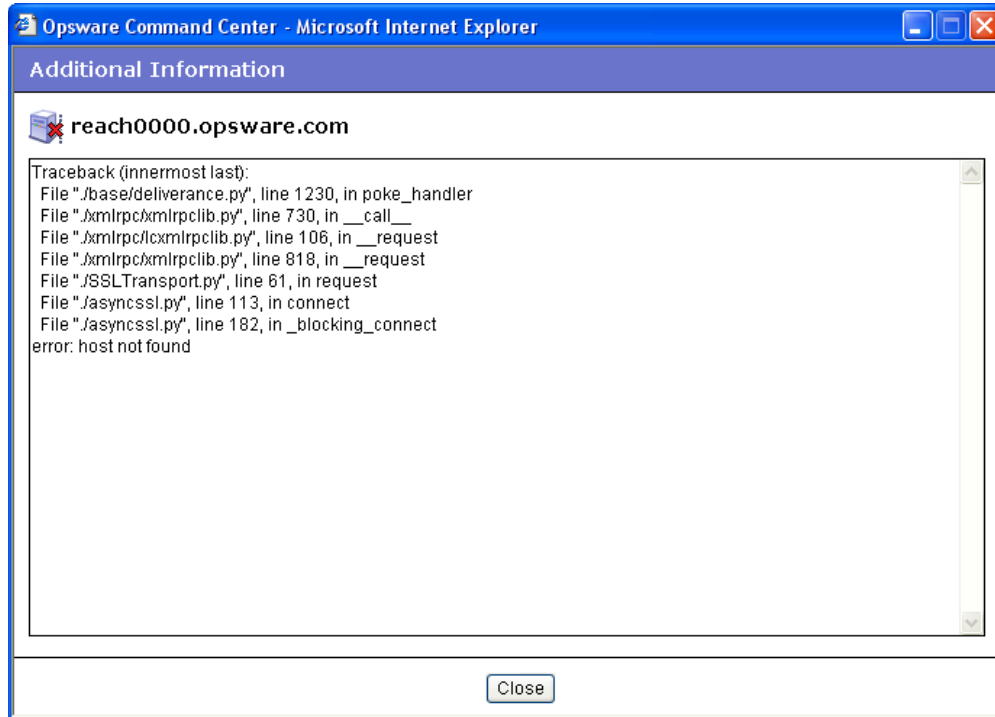 Opsware Command Center - Microsoft Internet Explorer
Additional Information
reach0000.opsware.com
Traceback (innermost last):
File "./base/deliverance.py", line 1230, in poke_handler
File "./xmlrpc/xmlrpclib.py", line 730, in __call__
File "./xmlrpc/lcxmlrpclib.py", line 106, in __request
File "./xmlrpc/xmlrpclib.py", line 818, in __request
File "./SSLTransport.py", line 61, in request
File "./asyncssl.py", line 113, in connect
File "./asyncssl.py", line 182, in _blocking_connect
error: host not found
Close